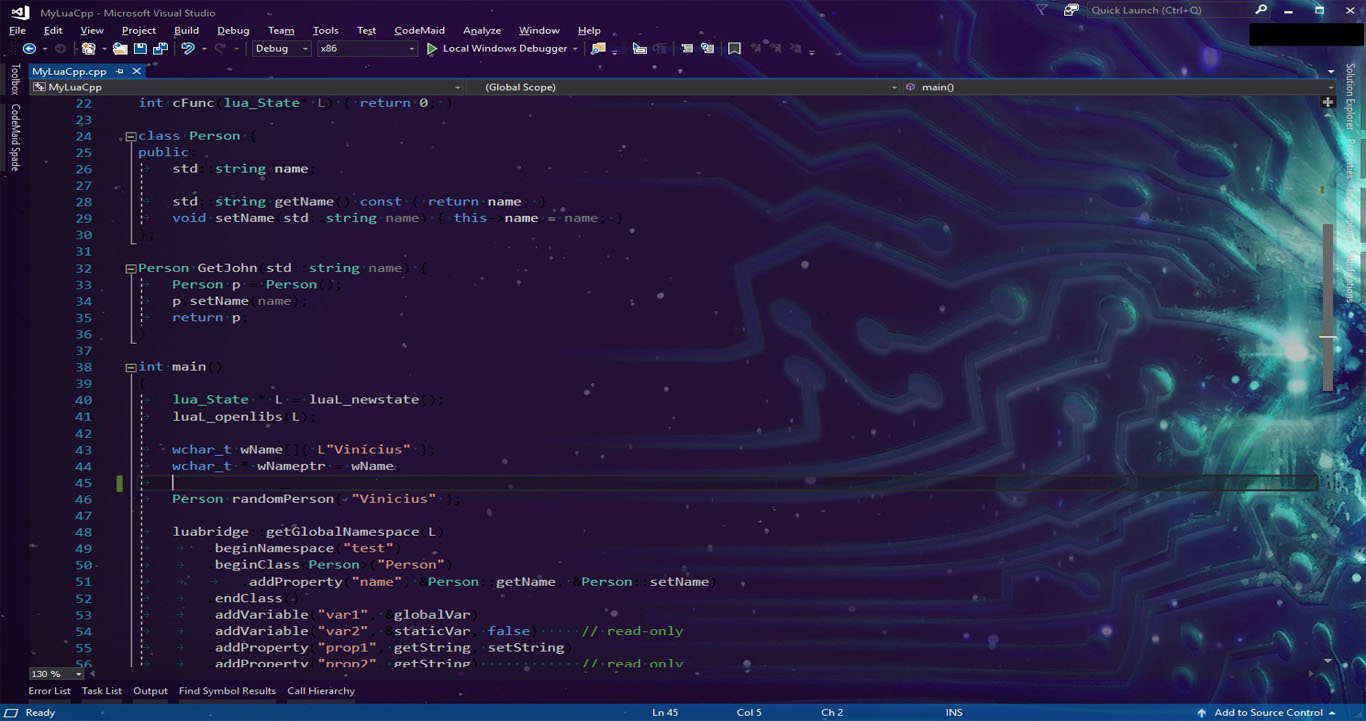 MyLuaCpp - Microsoft Visual Studio
Quick Launch (Ctrl+Q)
File Edit View Project Build Debug Team Tools Test CodeMaid Analyze Window Help
Debug x86 Local Windows Debugger
MyLuaCpp.cpp
MyLuaCpp (Global Scope) main()
Toolbox
CodeMaid Spade
Solution Explorer
Properties
22 int cFunc(lua_State* L) { return 0; }
23
24 class Person {
25 public
26 std::string name;
27
28 std::string getName() const { return name; }
29 void setName(std::string name) { this->name = name; }
30 };
31
32 Person GetJohn(std::string name) {
33 Person p = Person();
34 p setName(name);
35 return p;
36
37
38 int main()
39 {
40 lua_State * L = luaL_newstate();
41 luaL_openlibs(L);
42
43 wchar_t wName[]{ L"Vinícius" };
44 wchar_t * wNameptr = wName;
45
46 Person randomPerson{ "Vinicius" };
47
48 luabridge::getGlobalNamespace(L)
49 .beginNamespace("test")
50 .beginClass<Person>("Person")
51 .addProperty("name", &Person::getName, &Person::setName)
52 .endClass()
53 .addVariable("var1", &globalVar)
54 .addVariable("var2", &staticVar, false) // read-only
55 .addProperty("prop1", getString, setString)
56 .addProperty("prop2", getString) // read only
130 %
Error List Task List Output Find Symbol Results Call Hierarchy
Ready Ln 45 Col 5 Ch 2 INS Add to Source Control